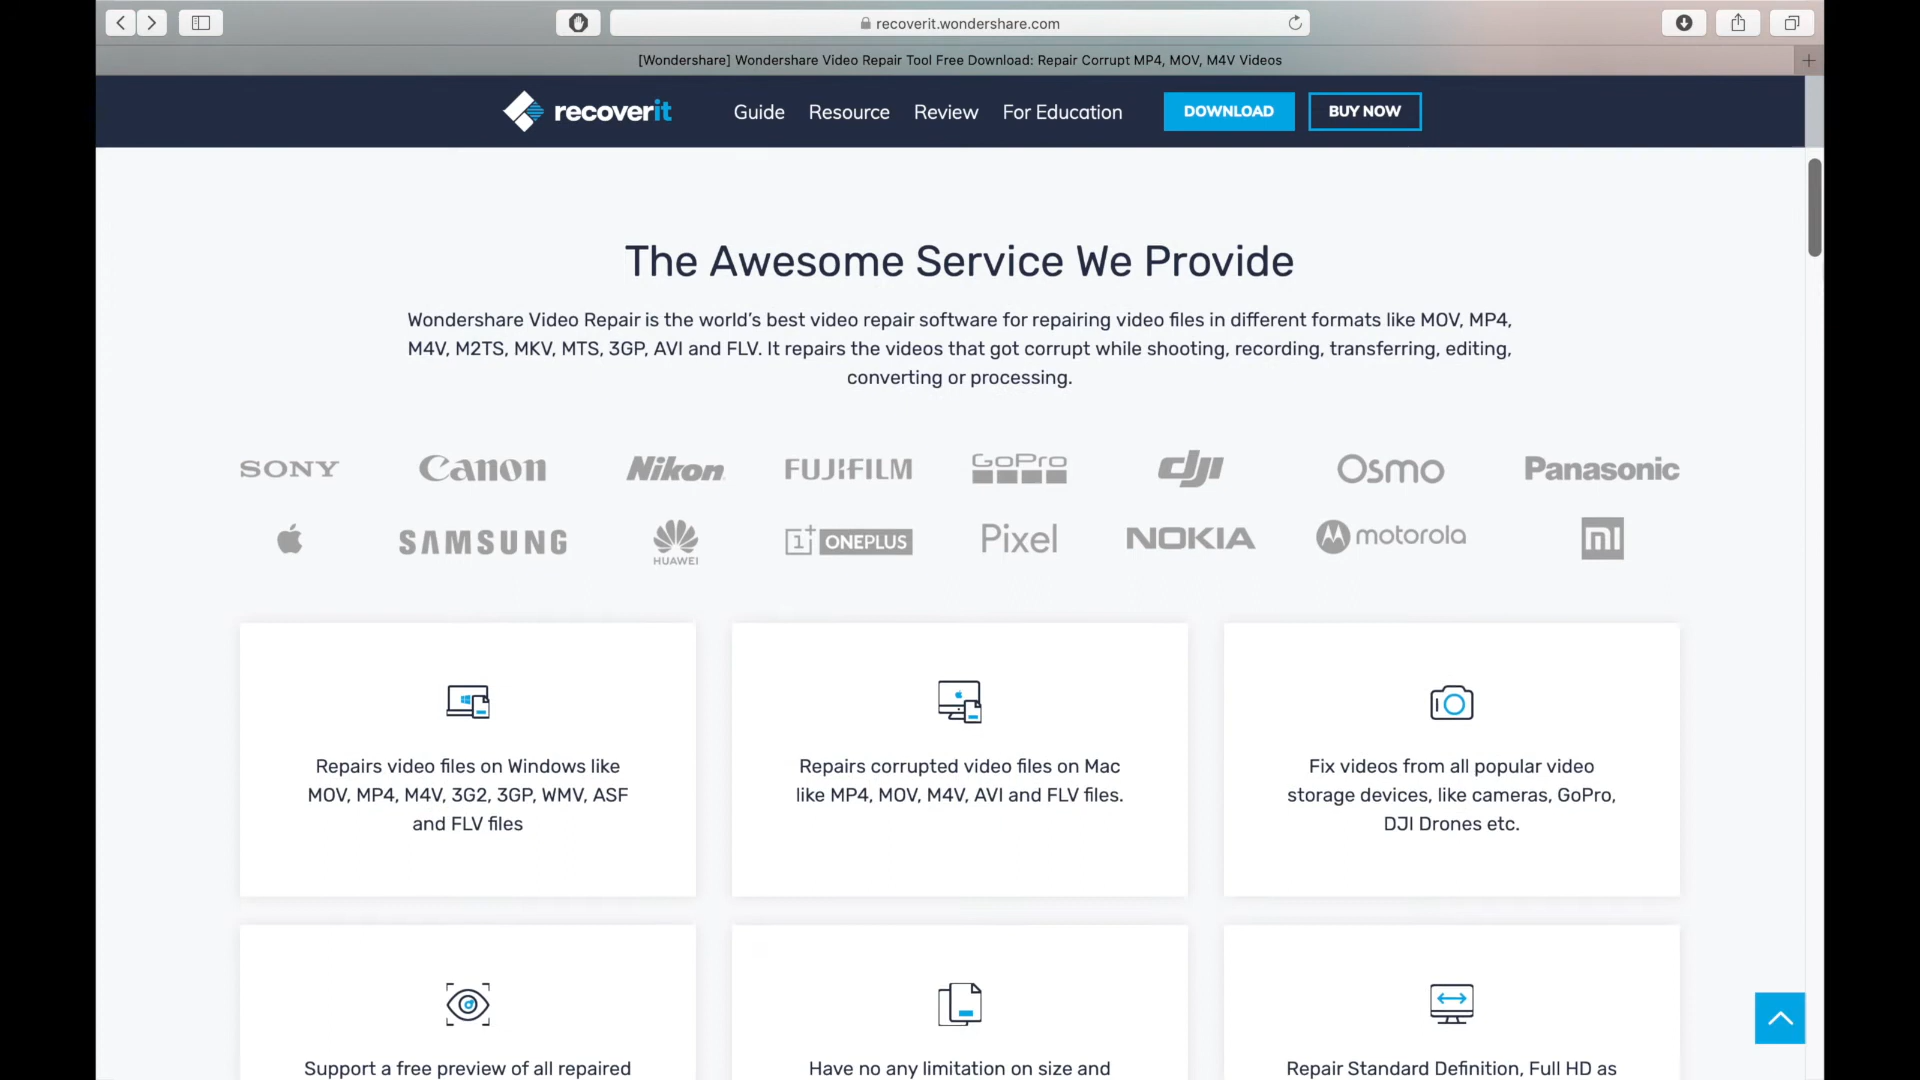 recoverit.wondershare.com
[Wondershare] Wondershare Video Repair Tool Free Download: Repair Corrupt MP4, MOV, M4V Videos
recoverit Guide Resource Review For Education DOWNLOAD BUY NOW
The Awesome Service We Provide
Wondershare Video Repair is the world's best video repair software for repairing video files in different formats like MOV, MP4,
M4V, M2TS, MKV, MTS, 3GP, AVI and FLV. It repairs the videos that got corrupt while shooting, recording, transferring, editing,
converting or processing.
SONY Canon Nikon FUJIFILM GoPro dji Osmo Panasonic
SAMSUNG HUAWEI 1+ ONEPLUS Pixel NOKIA motorola mi
Repairs video files on Windows like
MOV, MP4, M4V, 3G2, 3GP, WMV, ASF
and FLV files
Repairs corrupted video files on Mac
like MP4, MOV, M4V, AVI and FLV files.
Fix videos from all popular video
storage devices, like cameras, GoPro,
DJI Drones etc.
Support a free preview of all repaired
Have no any limitation on size and
Repair Standard Definition, Full HD as